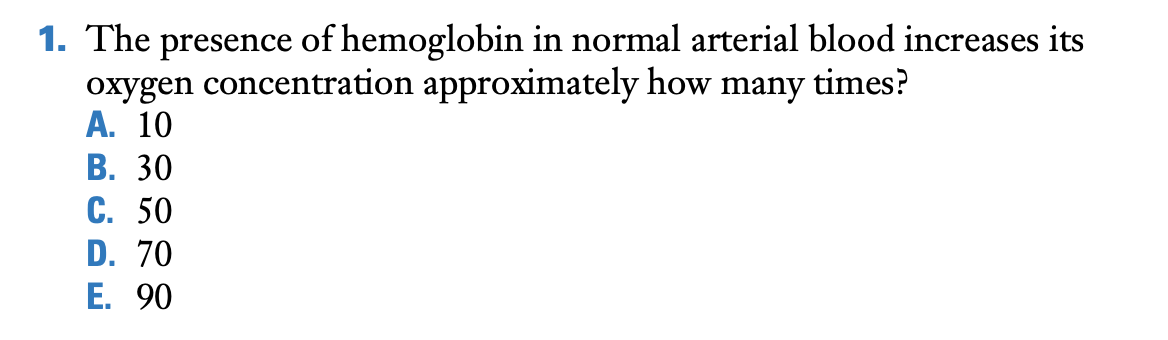 1. The presence of hemoglobin in normal arterial blood increases its
oxygen concentration approximately how many times?
A. 10
B. 30
C. 50
D. 70
E. 90